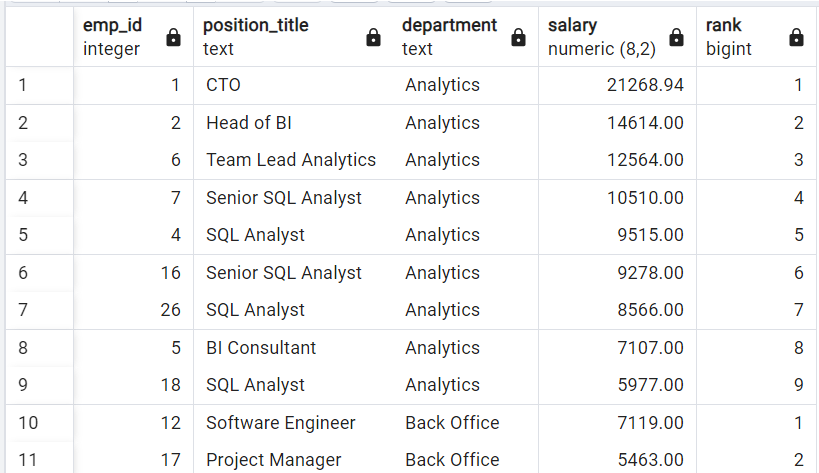 emp_id position_title department salary rank
integer text text numeric (8,2) bigint
1 1 CTO Analytics 21268.94 1
2 2 Head of BI Analytics 14614.00 2
3 6 Team Lead Analytics Analytics 12564.00 3
4 7 Senior SQL Analyst Analytics 10510.00 4
5 4 SQL Analyst Analytics 9515.00 5
6 16 Senior SQL Analyst Analytics 9278.00 6
7 26 SQL Analyst Analytics 8566.00 7
8 5 BI Consultant Analytics 7107.00 8
9 18 SQL Analyst Analytics 5977.00 9
10 12 Software Engineer Back Office 7119.00 1
11 17 Project Manager Back Office 5463.00 2